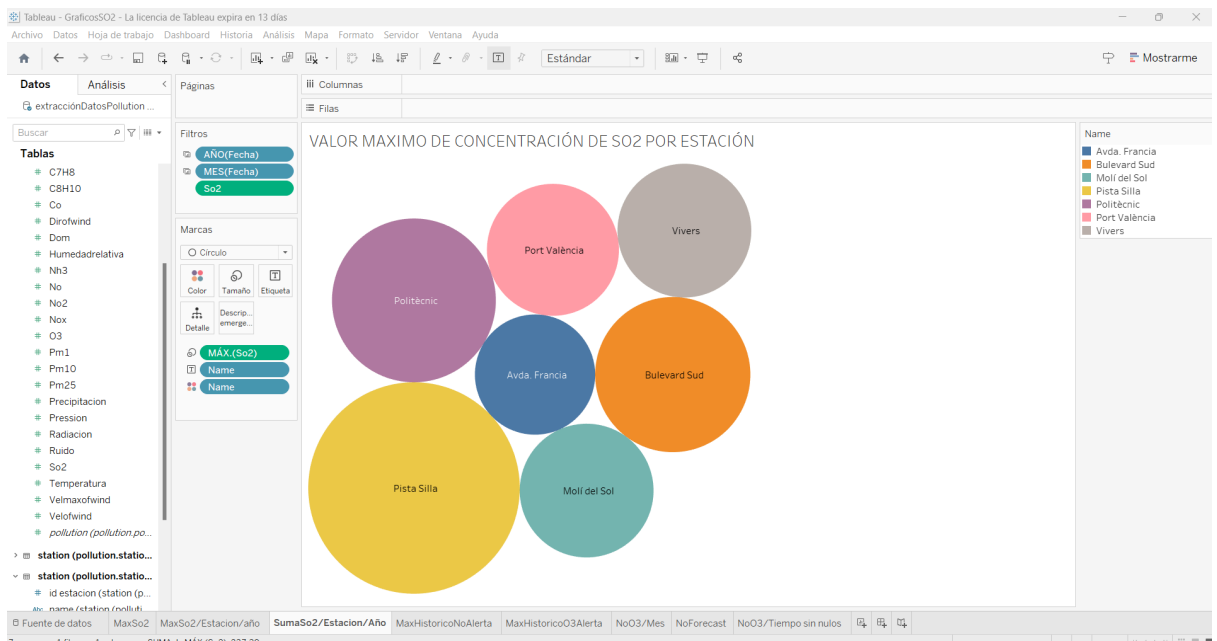 Tableau - GraficosSO2 - La licencia de Tableau expira en 13 días
Archivo Datos Hoja de trabajo Dashboard Historia Análisis Mapa Formato Servidor Ventana Ayuda
Estándar
Mostrarme
Datos Análisis
extracciónDatosPollution ...
Buscar
Tablas
C7H8
C8H10
Co
Dirofwind
Dom
Humedadrelativa
Nh3
No
No2
Nox
O3
Pm1
Pm10
Pm25
Precipitacion
Pression
Radiacion
Ruido
So2
Temperatura
Velmaxofwind
Velofwind
pollution (pollution.po...
station (pollution.statio...
station (pollution.statio...
id estacion (station (p...
Abc name (station (polluti...
Páginas
Filtros
AÑO(Fecha)
MES(Fecha)
So2
Marcas
Círculo
Color Tamaño Etiqueta
Detalle Descrip... emerge...
MÁX.(So2)
Name
Name
Columnas
Filas
VALOR MAXIMO DE CONCENTRACIÓN DE SO2 POR ESTACIÓN
Vivers
Port València
Politècnic
Avda. Francia
Bulevard Sud
Pista Silla
Molí del Sol
Name
Avda. Francia
Bulevard Sud
Molí del Sol
Pista Silla
Politècnic
Port València
Vivers
Fuente de datos MaxSo2 MaxSo2/Estacion/año SumaSo2/Estacion/Año MaxHistoricoNoAlerta MaxHistoricoO3Alerta NoO3/Mes NoForecast NoO3/Tiempo sin nulos